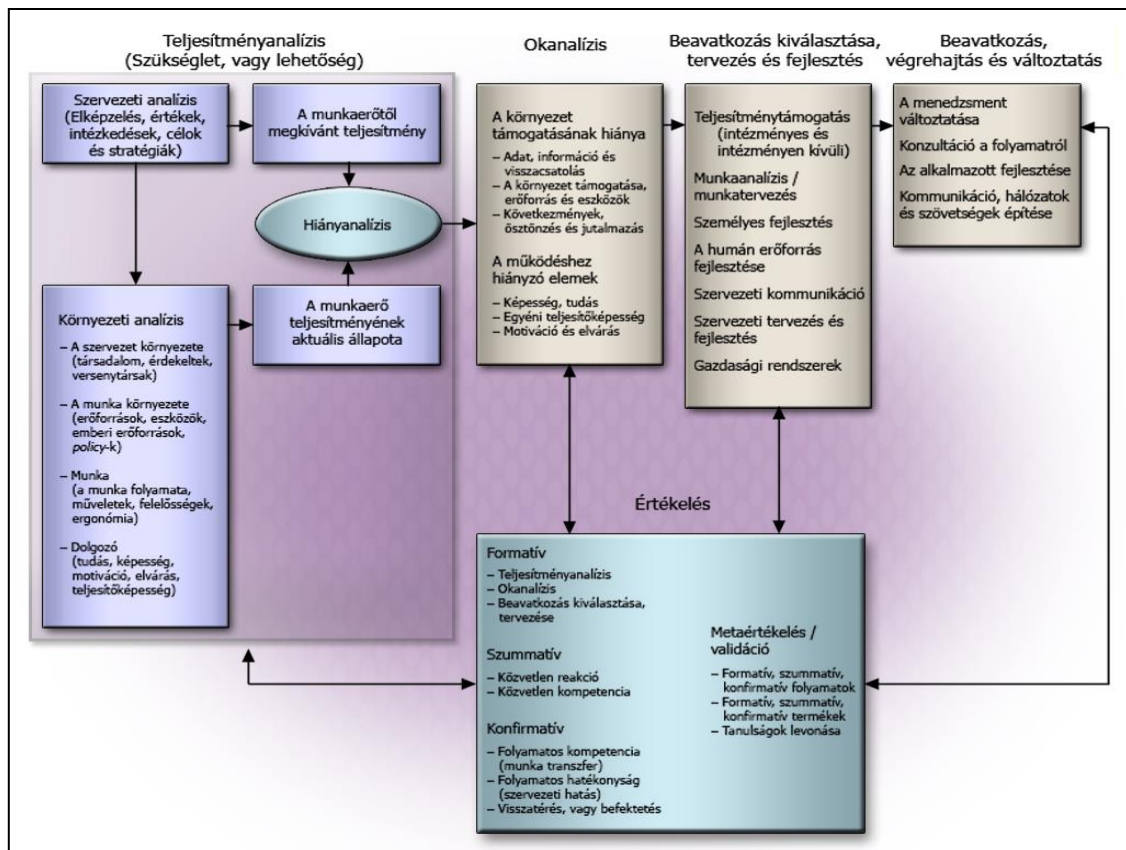 Teljesítményanalízis
(Szükséglet, vagy lehetőség)
Szervezeti analízis
(Elképzelés, értékek,
intézkedések, célok
és stratégiák)
A munkaerőtől
megkívánt teljesítmény
Hiányanalízis
Környezeti analízis
– A szervezet környezete
(társadalom, érdekeltek,
versenytársak)
– A munka környezete
(erőforrások, eszközök,
emberi erőforrások,
policy-k)
– Munka
(a munka folyamata,
műveletek, felelősségek,
ergonómia)
– Dolgozó
(tudás, képesség,
motiváció, elvárás,
teljesítőképesség)
A munkaerő
teljesítményének
aktuális állapota
Okanalízis
A környezet
támogatásának hiánya
– Adat, információ és
visszacsatolás
– A környezet támogatása,
erőforrás és eszközök
– Következmények,
ösztönzés és jutalmazás
A működéshez
hiányzó elemek
– Képesség, tudás
– Egyéni teljesítőképesség
– Motiváció és elvárás
Beavatkozás kiválasztása,
tervezés és fejlesztés
Teljesítménytámogatás
(intézményes és
intézményen kívüli)
Munkaanalízis /
munkatervezés
Személyes fejlesztés
A humán erőforrás
fejlesztése
Szervezeti kommunikáció
Szervezeti tervezés és
fejlesztés
Gazdasági rendszerek
Beavatkozás,
végrehajtás és változtatás
A menedzsment
változtatása
Konzultáció a folyamatról
Az alkalmazott fejlesztése
Kommunikáció, hálózatok
és szövetségek építése
Értékelés
Formatív
– Teljesítményanalízis
– Okanalízis
– Beavatkozás kiválasztása,
tervezése
Szummatív
– Közvetlen reakció
– Közvetlen kompetencia
Konfirmatív
– Folyamatos kompetencia
(munka transzfer)
– Folyamatos hatékonyság
(szervezeti hatás)
– Visszatérés, vagy befektetés
Metaértékelés /
validáció
– Formatív, szummatív,
konfirmatív folyamatok
– Formatív, szummatív,
konfirmatív termékek
– Tanulságok levonása